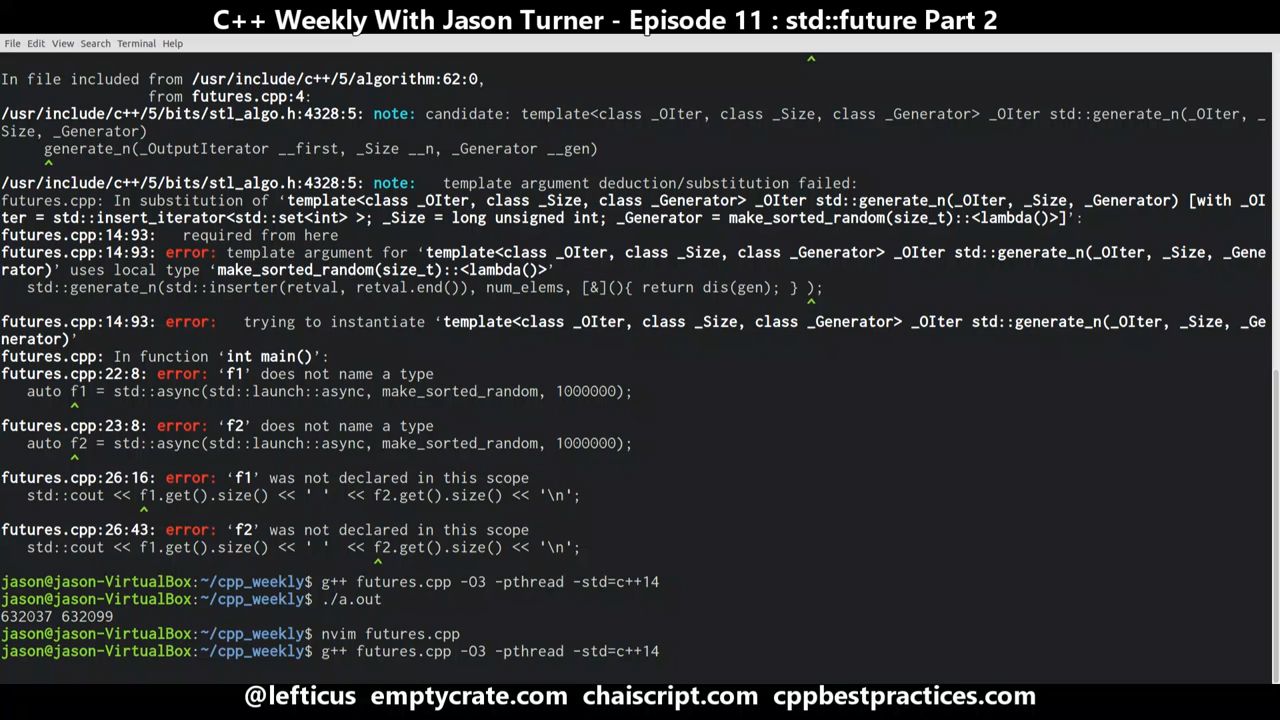 C++ Weekly With Jason Turner - Episode 11 : std::future Part 2
File Edit View Search Terminal Help
^
In file included from /usr/include/c++/5/algorithm:62:0,
                 from futures.cpp:4:
/usr/include/c++/5/bits/stl_algo.h:4328:5: note: candidate: template<class _OIter, class _Size, class _Generator> _OIter std::generate_n(_OIter, _
Size, _Generator)
     generate_n(_OutputIterator __first, _Size __n, _Generator __gen)
     ^
/usr/include/c++/5/bits/stl_algo.h:4328:5: note:   template argument deduction/substitution failed:
futures.cpp: In substitution of ‘template<class _OIter, class _Size, class _Generator> _OIter std::generate_n(_OIter, _Size, _Generator) [with _OI
ter = std::insert_iterator<std::set<int> >; _Size = long unsigned int; _Generator = make_sorted_random(size_t)::<lambda()>]’:
futures.cpp:14:93:   required from here
futures.cpp:14:93: error: template argument for ‘template<class _OIter, class _Size, class _Generator> _OIter std::generate_n(_OIter, _Size, _Gene
rator)’ uses local type ‘make_sorted_random(size_t)::<lambda()>’
   std::generate_n(std::inserter(retval, retval.end()), num_elems, [&](){ return dis(gen); } );
                                                                                             ^
futures.cpp:14:93: error:   trying to instantiate ‘template<class _OIter, class _Size, class _Generator> _OIter std::generate_n(_OIter, _Size, _Ge
nerator)’
futures.cpp: In function ‘int main()’:
futures.cpp:22:8: error: ‘f1’ does not name a type
   auto f1 = std::async(std::launch::async, make_sorted_random, 1000000);
        ^
futures.cpp:23:8: error: ‘f2’ does not name a type
   auto f2 = std::async(std::launch::async, make_sorted_random, 1000000);
        ^
futures.cpp:26:16: error: ‘f1’ was not declared in this scope
   std::cout << f1.get().size() << ' '  << f2.get().size() << '\n';
                ^
futures.cpp:26:43: error: ‘f2’ was not declared in this scope
   std::cout << f1.get().size() << ' '  << f2.get().size() << '\n';
                                           ^
jason@jason-VirtualBox:~/cpp_weekly$ g++ futures.cpp -O3 -pthread -std=c++14
jason@jason-VirtualBox:~/cpp_weekly$ ./a.out
632037 632099
jason@jason-VirtualBox:~/cpp_weekly$ nvim futures.cpp
jason@jason-VirtualBox:~/cpp_weekly$ g++ futures.cpp -O3 -pthread -std=c++14
@lefticus emptycrate.com chaiscript.com cppbestpractices.com